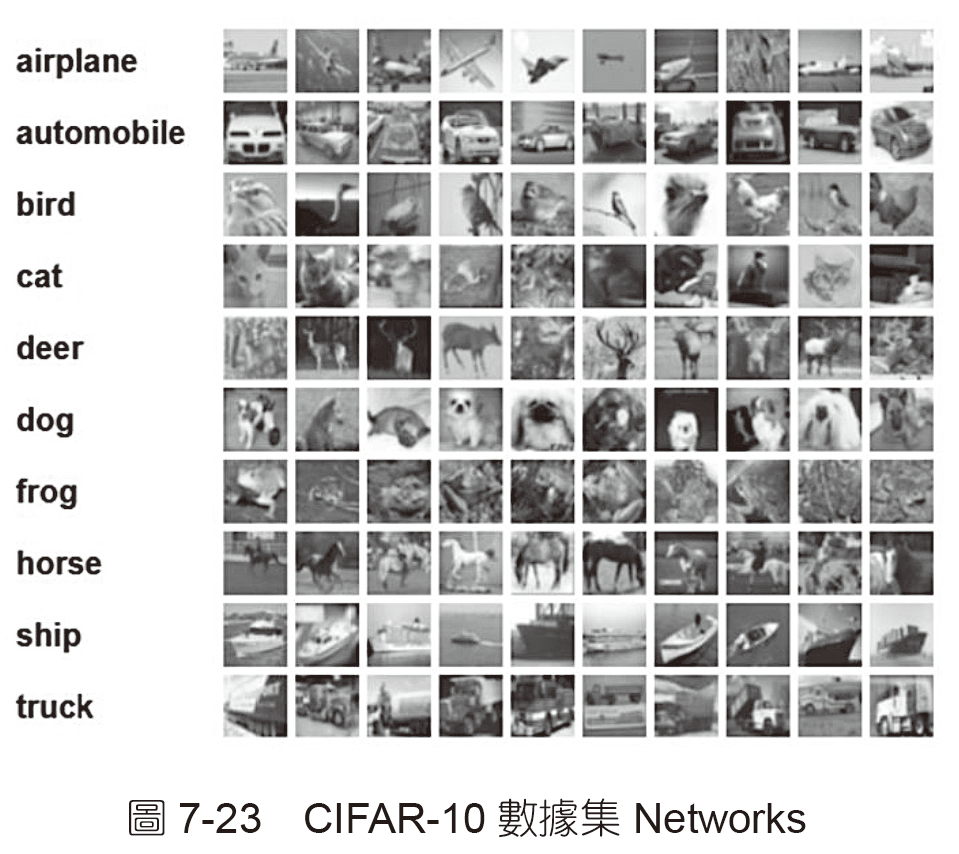 airplane
automobile
bird
cat
deer
dog
frog
horse
ship
truck
圖 7-23 CIFAR-10 數據集 Networks